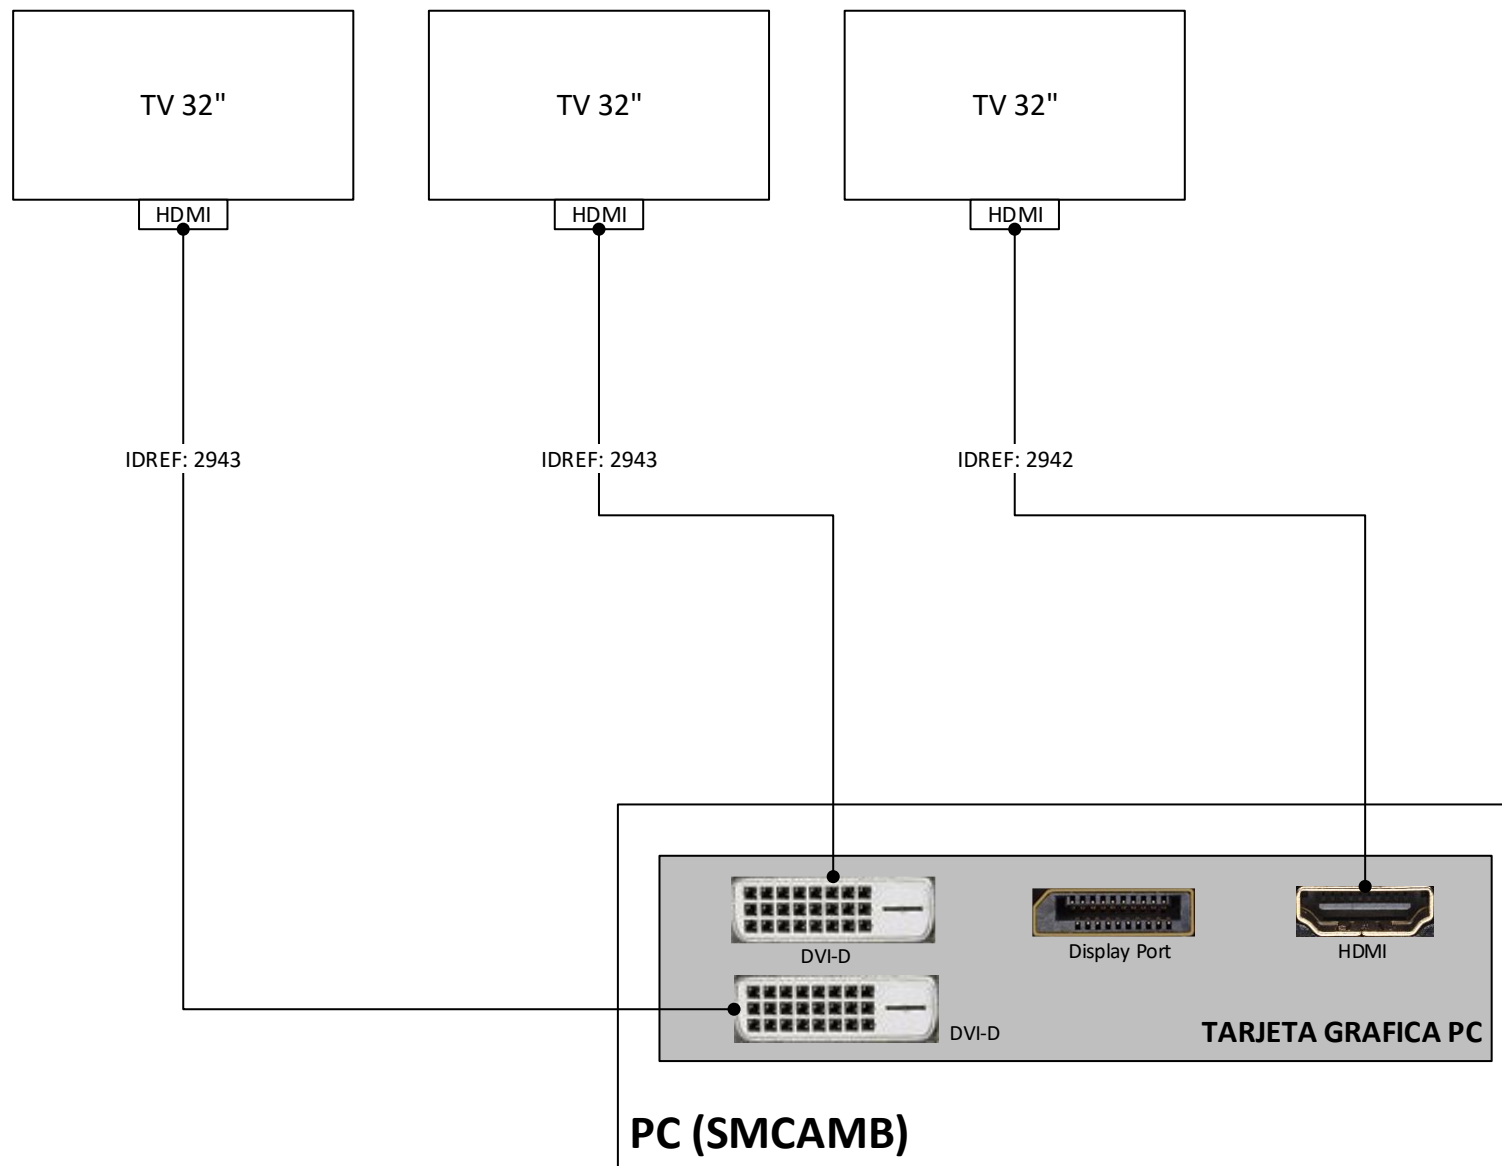 TV 32"
TV 32"
TV 32"
HDMI
HDMI
HDMI
IDREF: 2943
IDREF: 2943
IDREF: 2942
DVI-D
Display Port
HDMI
DVI-D
TARJETA GRAFICA PC
PC (SMCAMB)